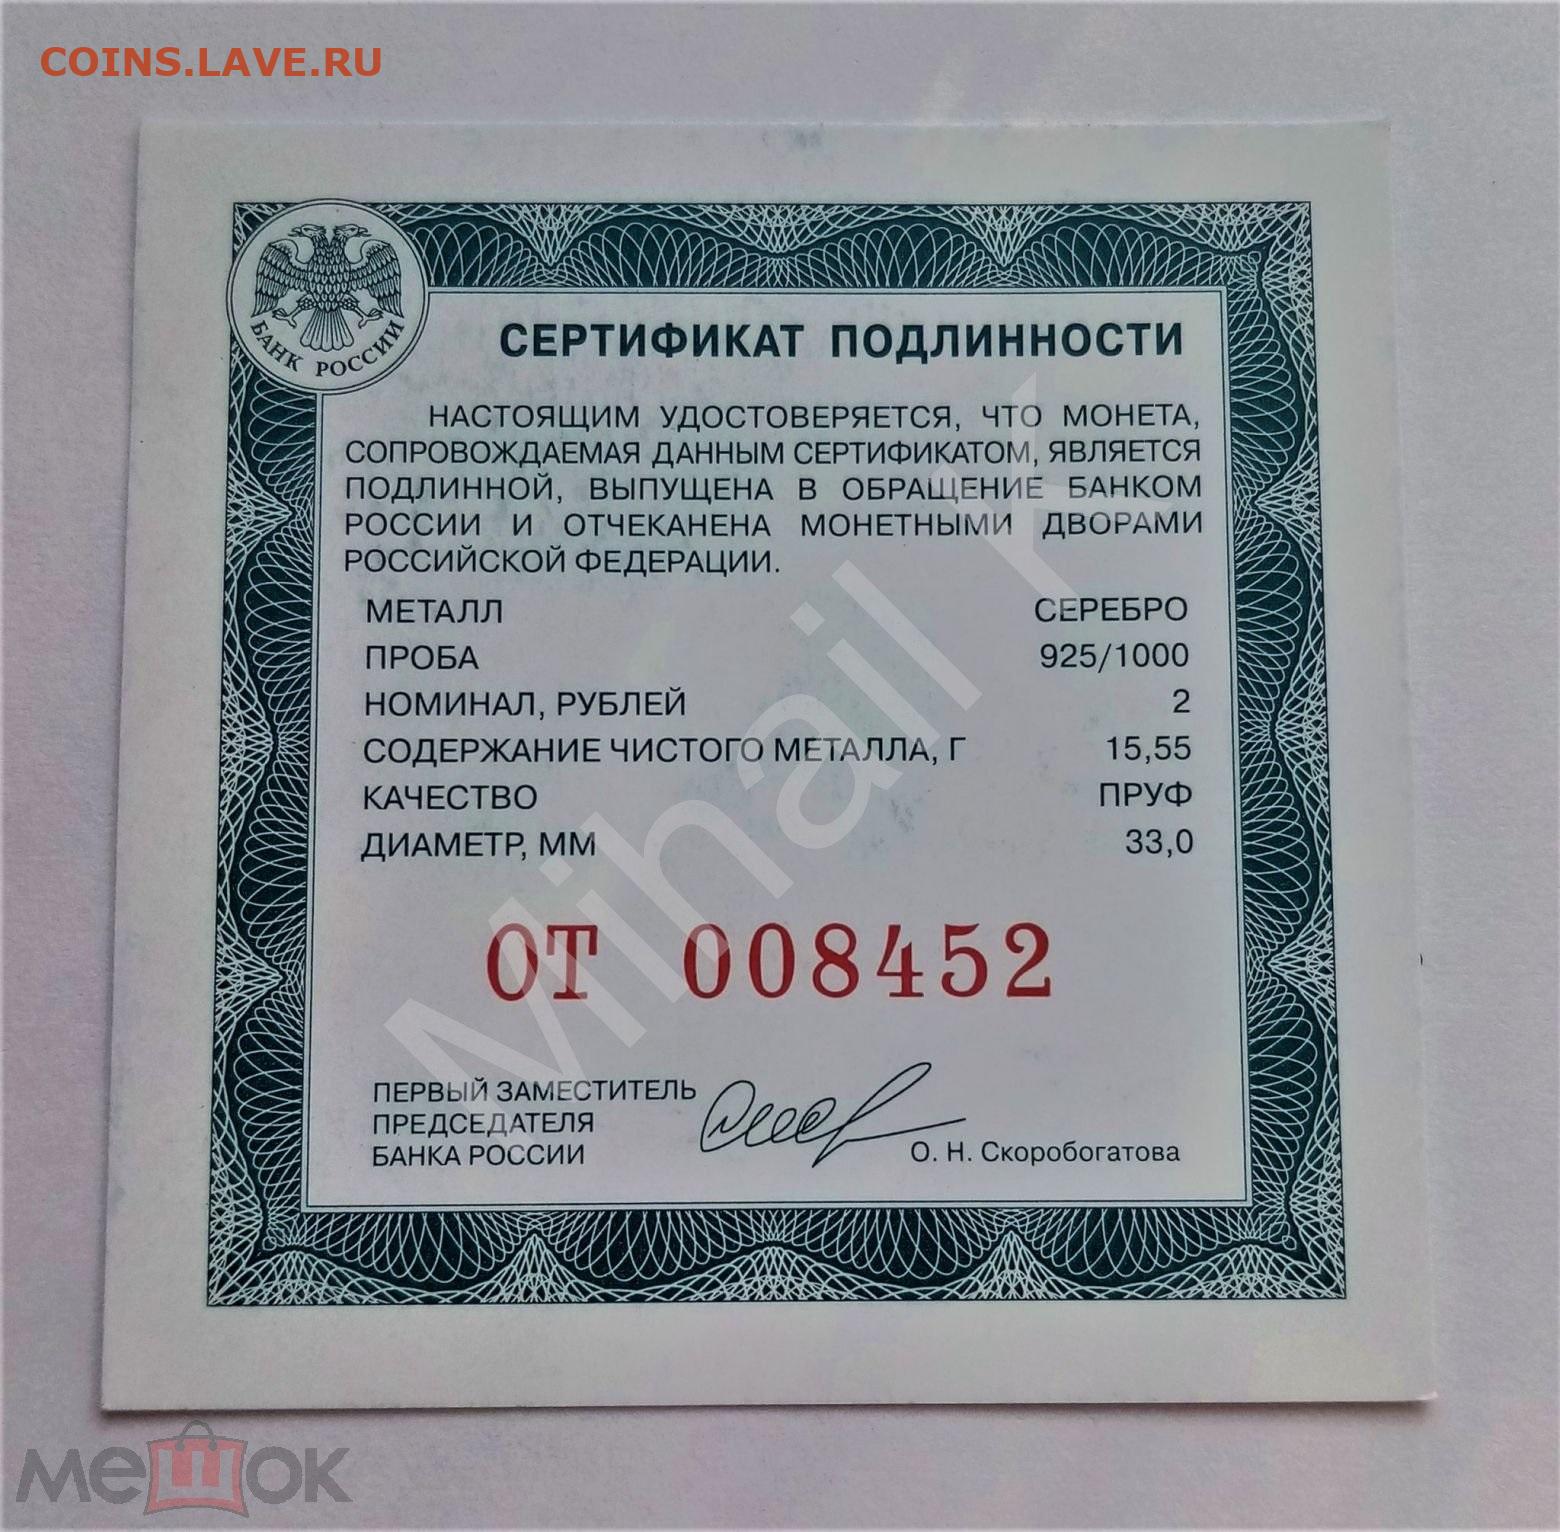 COINS.LAVE.RU
БАНК РОССИИ
СЕРТИФИКАТ ПОДЛИННОСТИ
НАСТОЯЩИМ УДОСТОВЕРЯЕТСЯ, ЧТО МОНЕТА,
СОПРОВОЖДАЕМАЯ ДАННЫМ СЕРТИФИКАТОМ, ЯВЛЯЕТСЯ
ПОДЛИННОЙ, ВЫПУЩЕНА В ОБРАЩЕНИЕ БАНКОМ
РОССИИ И ОТЧЕКАНЕНА МОНЕТНЫМИ ДВОРАМИ
РОССИЙСКОЙ ФЕДЕРАЦИИ.
МЕТАЛЛ СЕРЕБРО
ПРОБА 925/1000
НОМИНАЛ, РУБЛЕЙ 2
СОДЕРЖАНИЕ ЧИСТОГО МЕТАЛЛА, Г 15,55
КАЧЕСТВО ПРУФ
ДИАМЕТР, ММ 33,0
ОТ 008452
ПЕРВЫЙ ЗАМЕСТИТЕЛЬ
ПРЕДСЕДАТЕЛЯ
БАНКА РОССИИ О. Н. Скоробогатова
Mihail K
мешок